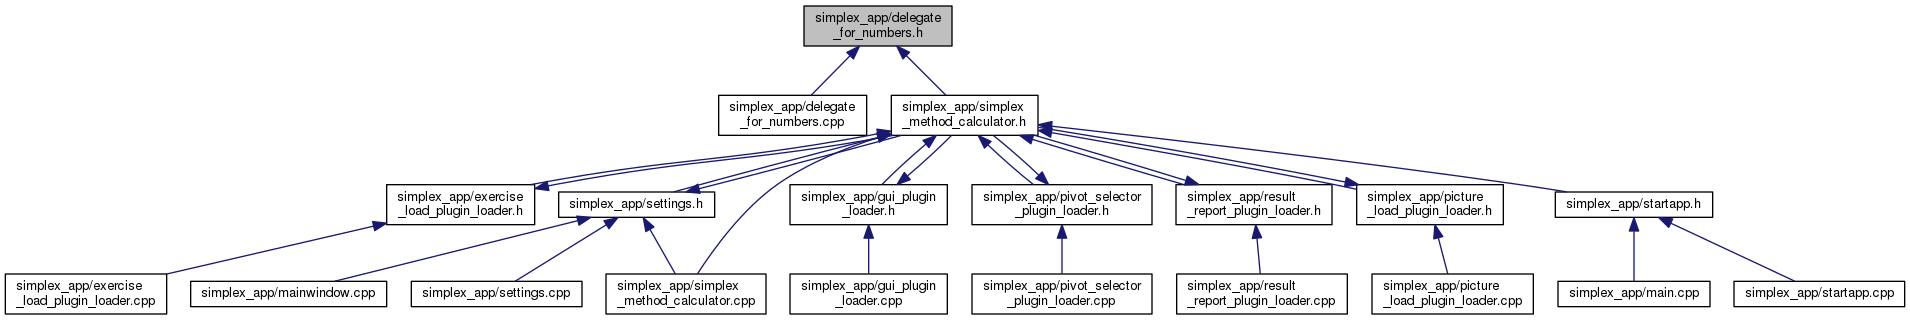 simplex_app/delegate
_for_numbers.h
simplex_app/delegate
_for_numbers.cpp
simplex_app/simplex
_method_calculator.h
simplex_app/exercise
_load_plugin_loader.h
simplex_app/settings.h
simplex_app/gui_plugin
_loader.h
simplex_app/pivot_selector
_plugin_loader.h
simplex_app/result
_report_plugin_loader.h
simplex_app/picture
_load_plugin_loader.h
simplex_app/startapp.h
simplex_app/exercise
_load_plugin_loader.cpp
simplex_app/mainwindow.cpp
simplex_app/settings.cpp
simplex_app/simplex
_method_calculator.cpp
simplex_app/gui_plugin
_loader.cpp
simplex_app/pivot_selector
_plugin_loader.cpp
simplex_app/result
_report_plugin_loader.cpp
simplex_app/picture
_load_plugin_loader.cpp
simplex_app/main.cpp
simplex_app/startapp.cpp